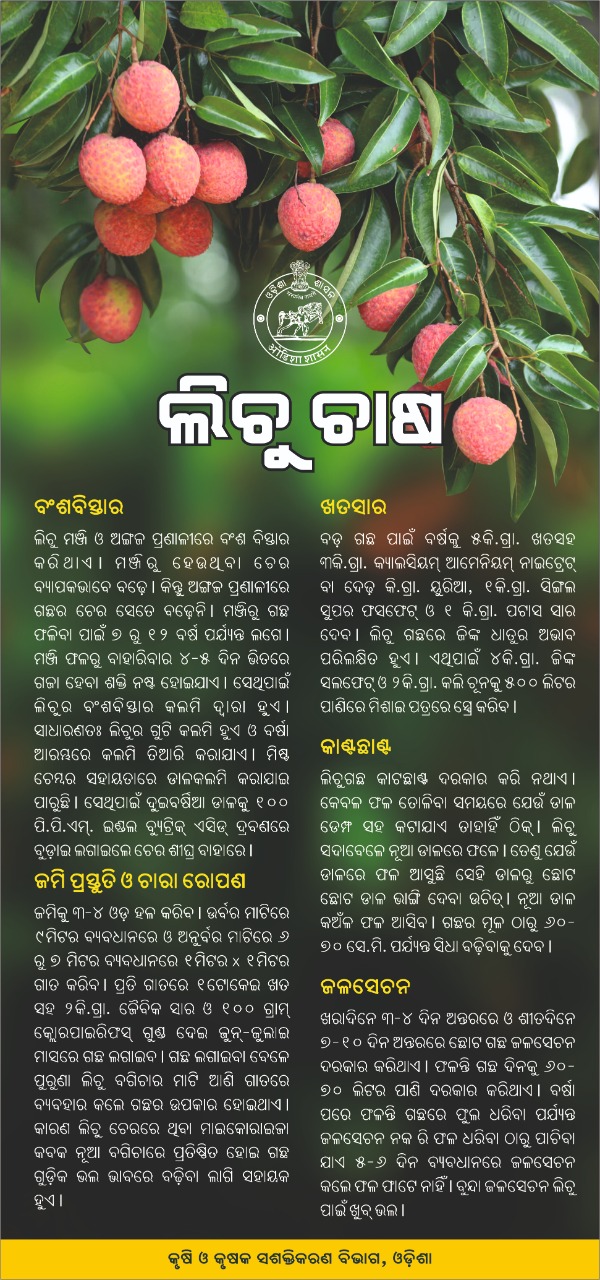 ଓଡ଼ିଶା ଶାସନ
ओडिशा शासन
ଲିଚୁ ଚାଷ
ବଂଶବିସ୍ତାର
ଲିଚୁ ମଞ୍ଜି ଓ ଅଙ୍ଗଜ ପ୍ରଣାଳୀରେ ବଂଶ ବିସ୍ତାର
କରିଥାଏ। ମଞ୍ଜିରୁ ହେଉଥିବା ଚେର
ବ୍ୟାପକଭାବେ ବଢ଼େ। କିନ୍ତୁ ଅଙ୍ଗଜ ପ୍ରଣାଳୀରେ
ଗଛର ଚେର ସେତେ ବଢ଼େନି। ମଞ୍ଜିରୁ ଗଛ
ଫଳିବା ପାଇଁ ୭ ରୁ ୧୨ ବର୍ଷ ପର୍ଯ୍ୟନ୍ତ ଲଗେ।
ମଞ୍ଜି ଫଳରୁ ବାହାରିବାର ୪-୫ ଦିନ ଭିତରେ
ଗଜା ହେବା ଶକ୍ତି ନଷ୍ଟ ହୋଇଯାଏ। ସେଥିପାଇଁ
ଲିଚୁର ବଂଶବିସ୍ତାର କଲମି ଦ୍ୱାରା ହୁଏ।
ସାଧାରଣତଃ ଲିଚୁର ଗୁଟି କଲମି ହୁଏ ଓ ବର୍ଷା
ଆରମ୍ଭରେ କଲମି ତିଆରି କରାଯାଏ। ମିଷ୍ଟ
ଚେମ୍ବର ସହାୟତାରେ ଡାଳକଲମି କରାଯାଇ
ପାରୁଛି। ସେଥିପାଇଁ ଦୁଇବର୍ଷିଆ ଡାଳକୁ ୧୦୦
ପି.ପି.ଏମ୍. ଇଣ୍ଡଲ ବ୍ୟୁଟ୍ରିକ୍ ଏସିଡ୍ ଦ୍ରବଣରେ
ବୁଡ଼ାଇ ଲଗାଇଲେ ଚେର ଶୀଘ୍ର ବାହାରେ।
ଜମି ପ୍ରସ୍ତୁତି ଓ ଚାରା ରୋପଣ
ଜମିକୁ ୩-୪ ଓଡ଼ ହଳ କରିବ। ଉର୍ବର ମାଟିରେ
୯ମିଟର ବ୍ୟବଧାନରେ ଓ ଅନୁର୍ବର ମାଟିରେ ୬
ରୁ ୭ ମିଟର ବ୍ୟବଧାନରେ ୧ମିଟର x ୧ମିଟର
ଗାତ କରିବ। ପ୍ରତି ଗାତରେ ୧ଟୋକେଇ ଖତ
ସହ ୨କି.ଗ୍ରା. ଜୈବିକ ସାର ଓ ୧୦୦ ଗ୍ରାମ୍
କ୍ଲୋରପାଇରିଫସ୍ ଗୁଣ୍ଡ ଦେଇ ଜୁନ୍-ଜୁଲାଇ
ମାସରେ ଗଛ ଲଗାଇବ। ଗଛ ଲଗାଇବା ବେଳେ
ପୁରୁଣା ଲିଚୁ ବଗିଚାର ମାଟି ଆଣି ଗାତରେ
ବ୍ୟବହାର କଲେ ଗଛର ଉପକାର ହୋଇଥାଏ।
କାରଣ ଲିଚୁ ଚେରରେ ଥିବା ମାଇକୋରାଇଜା
କବକ ନୂଆ ବଗିଚାରେ ପ୍ରତିଷ୍ଠିତ ହୋଇ ଗଛ
ଗୁଡ଼ିକ ଭଲ ଭାବରେ ବଢ଼ିବା ଲାଗି ସହାୟକ
ହୁଏ।
ଖତସାର
ବଡ଼ ଗଛ ପାଇଁ ବର୍ଷକୁ ୫କି.ଗ୍ରା. ଖତସହ
୩କି.ଗ୍ରା. କ୍ୟାଲସିୟମ୍ ଆମୋନିୟମ୍ ନାଇଟ୍ରେଟ୍
ବା ଦେଢ଼ କି.ଗ୍ରା. ୟୁରିଆ, ୧କି.ଗ୍ରା. ସିଙ୍ଗଲ
ସୁପର ଫସଫେଟ୍ ଓ ୧ କି.ଗ୍ରା. ପଟାସ ସାର
ଦେବ। ଲିଚୁ ଗଛରେ ଜିଙ୍କ ଧାତୁର ଅଭାବ
ପରିଲକ୍ଷିତ ହୁଏ। ଏଥିପାଇଁ ୪କି.ଗ୍ରା. ଜିଙ୍କ
ସଲଫେଟ୍ ଓ ୨କି.ଗ୍ରା. କଲି ଚୂନକୁ ୫୦୦ ଲିଟର
ପାଣିରେ ମିଶାଇ ପତ୍ରରେ ସ୍ପ୍ରେ କରିବ।
କାଣ୍ଟଛାଣ୍ଟ
ଲିଚୁଗଛ କାଟଛାଣ୍ଟ ଦରକାର କରି ନଥାଏ।
କେବଳ ଫଳ ତୋଳିବା ସମୟରେ ଯେଉଁ ଡାଳ
ଡେମ୍ଫ ସହ କଟାଯାଏ ତାହାହିଁ ଠିକ୍। ଲିଚୁ
ସଦାବେଳେ ନୂଆ ଡାଳରେ ଫଳେ। ତେଣୁ ଯେଉଁ
ଡାଳରେ ଫଳ ଆସୁଛି ସେହି ଡାଳରୁ ଛୋଟ
ଛୋଟ ଡାଳ ଭାଙ୍ଗି ଦେବା ଉଚିତ୍। ନୂଆ ଡାଳ
କଅଁଳ ଫଳ ଆସିବ। ଗଛର ମୂଳ ଠାରୁ ୬୦-
୭୦ ସେ.ମି. ପର୍ଯ୍ୟନ୍ତ ସିଧା ବଢ଼ିବାକୁ ଦେବ।
ଜଳସେଚନ
ଖରାଦିନେ ୩-୪ ଦିନ ଅନ୍ତରରେ ଓ ଶୀତଦିନେ
୭-୧୦ ଦିନ ଅନ୍ତରରେ ଛୋଟ ଗଛ ଜଳସେଚନ
ଦରକାର କରିଥାଏ। ଫଳନ୍ତି ଗଛ ଦିନକୁ ୬୦-
୭୦ ଲିଟର ପାଣି ଦରକାର କରିଥାଏ। ବର୍ଷା
ପରେ ଫଳନ୍ତି ଗଛରେ ଫୁଲ ଧରିବା ପର୍ଯ୍ୟନ୍ତ
ଜଳସେଚନ ନକ ରି ଫଳ ଧରିବା ଠାରୁ ପାଚିବା
ଯାଏ ୫-୬ ଦିନ ବ୍ୟବଧାନରେ ଜଳସେଚନ
କଲେ ଫଳ ଫାଟେ ନାହିଁ। ବୁନ୍ଦା ଜଳସେଚନ ଲିଚୁ
ପାଇଁ ଖୁବ୍ ଭଲ।
କୃଷି ଓ କୃଷକ ସଶକ୍ତିକରଣ ବିଭାଗ, ଓଡ଼ିଶା